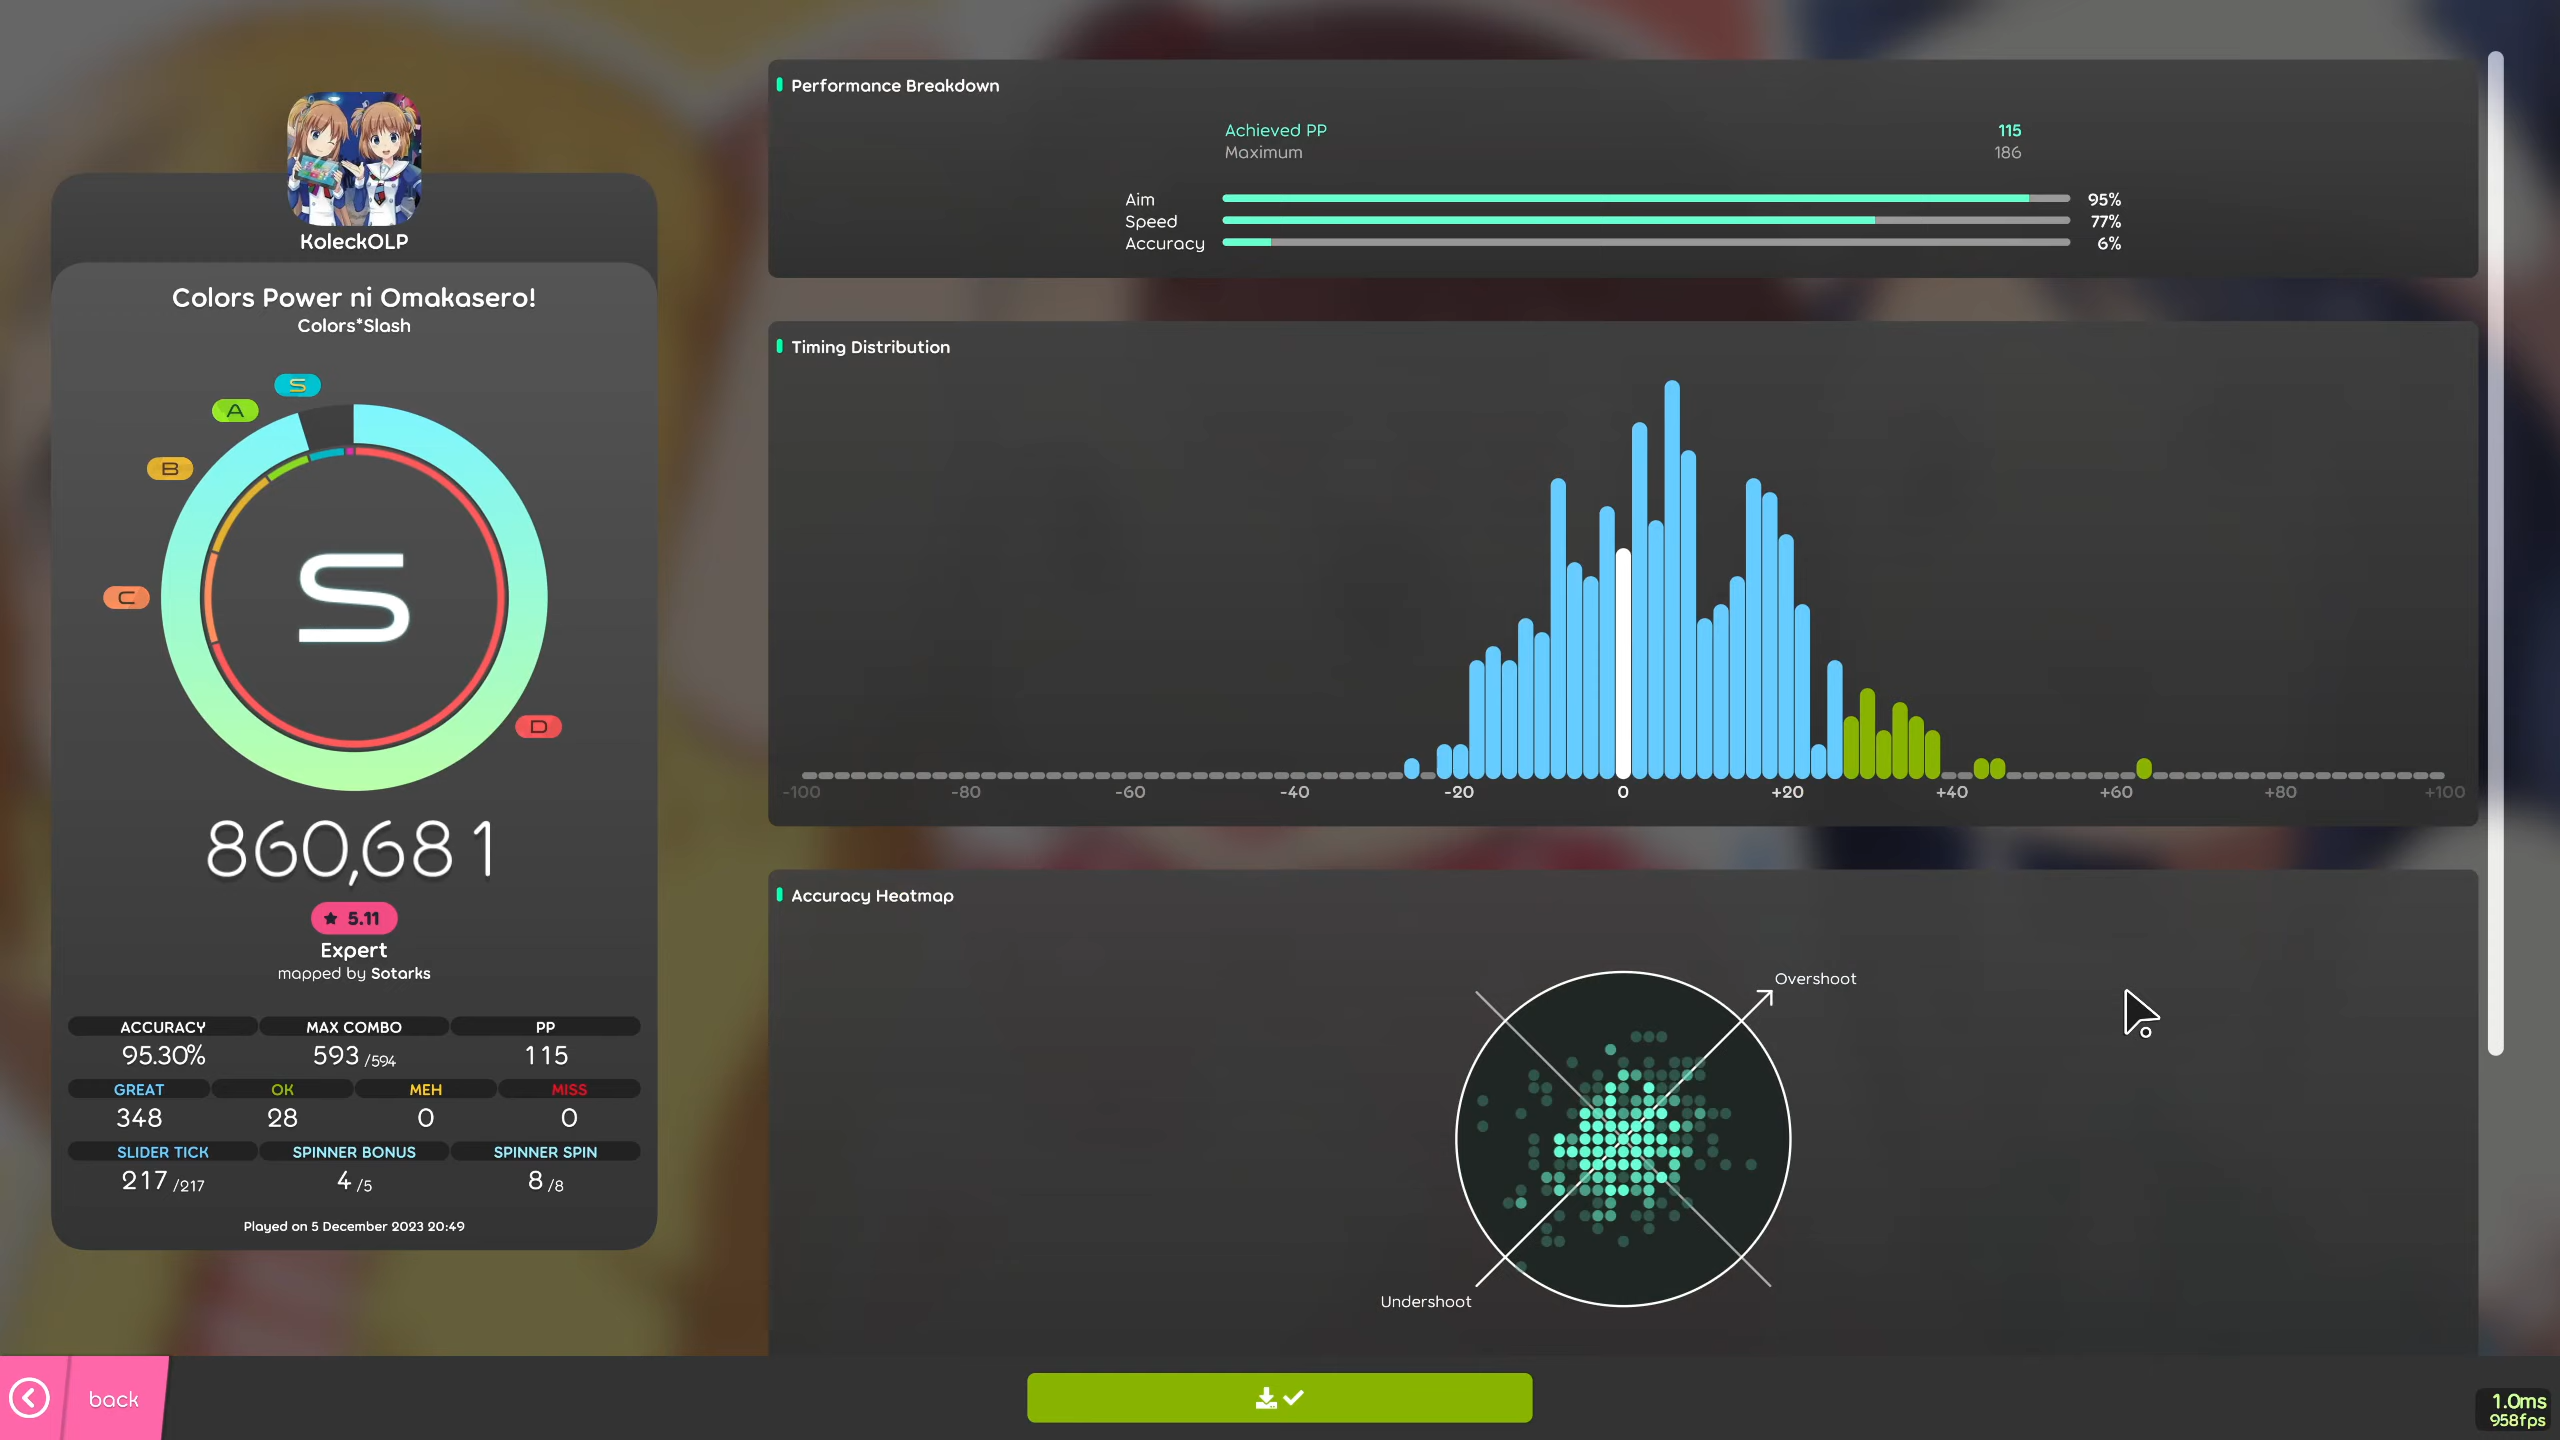 KoleckOLP
Colors Power ni Omakasero!
Colors*Slash
S
A
B
C
D
S
860,681
5.11
Expert
mapped by Sotarks
ACCURACY MAX COMBO PP
95.30% 593 /594 115
GREAT OK MEH MISS
348 28 0 0
SLIDER TICK SPINNER BONUS SPINNER SPIN
217 /217 4 /5 8 /8
Played on 5 December 2023 20:49
Performance Breakdown
Achieved PP 115
Maximum 186
Aim 95%
Speed 77%
Accuracy 6%
Timing Distribution
-100 -80 -60 -40 -20 0 +20 +40 +60 +80 +100
Accuracy Heatmap
Overshoot
Undershoot
back
1.0ms
958fps